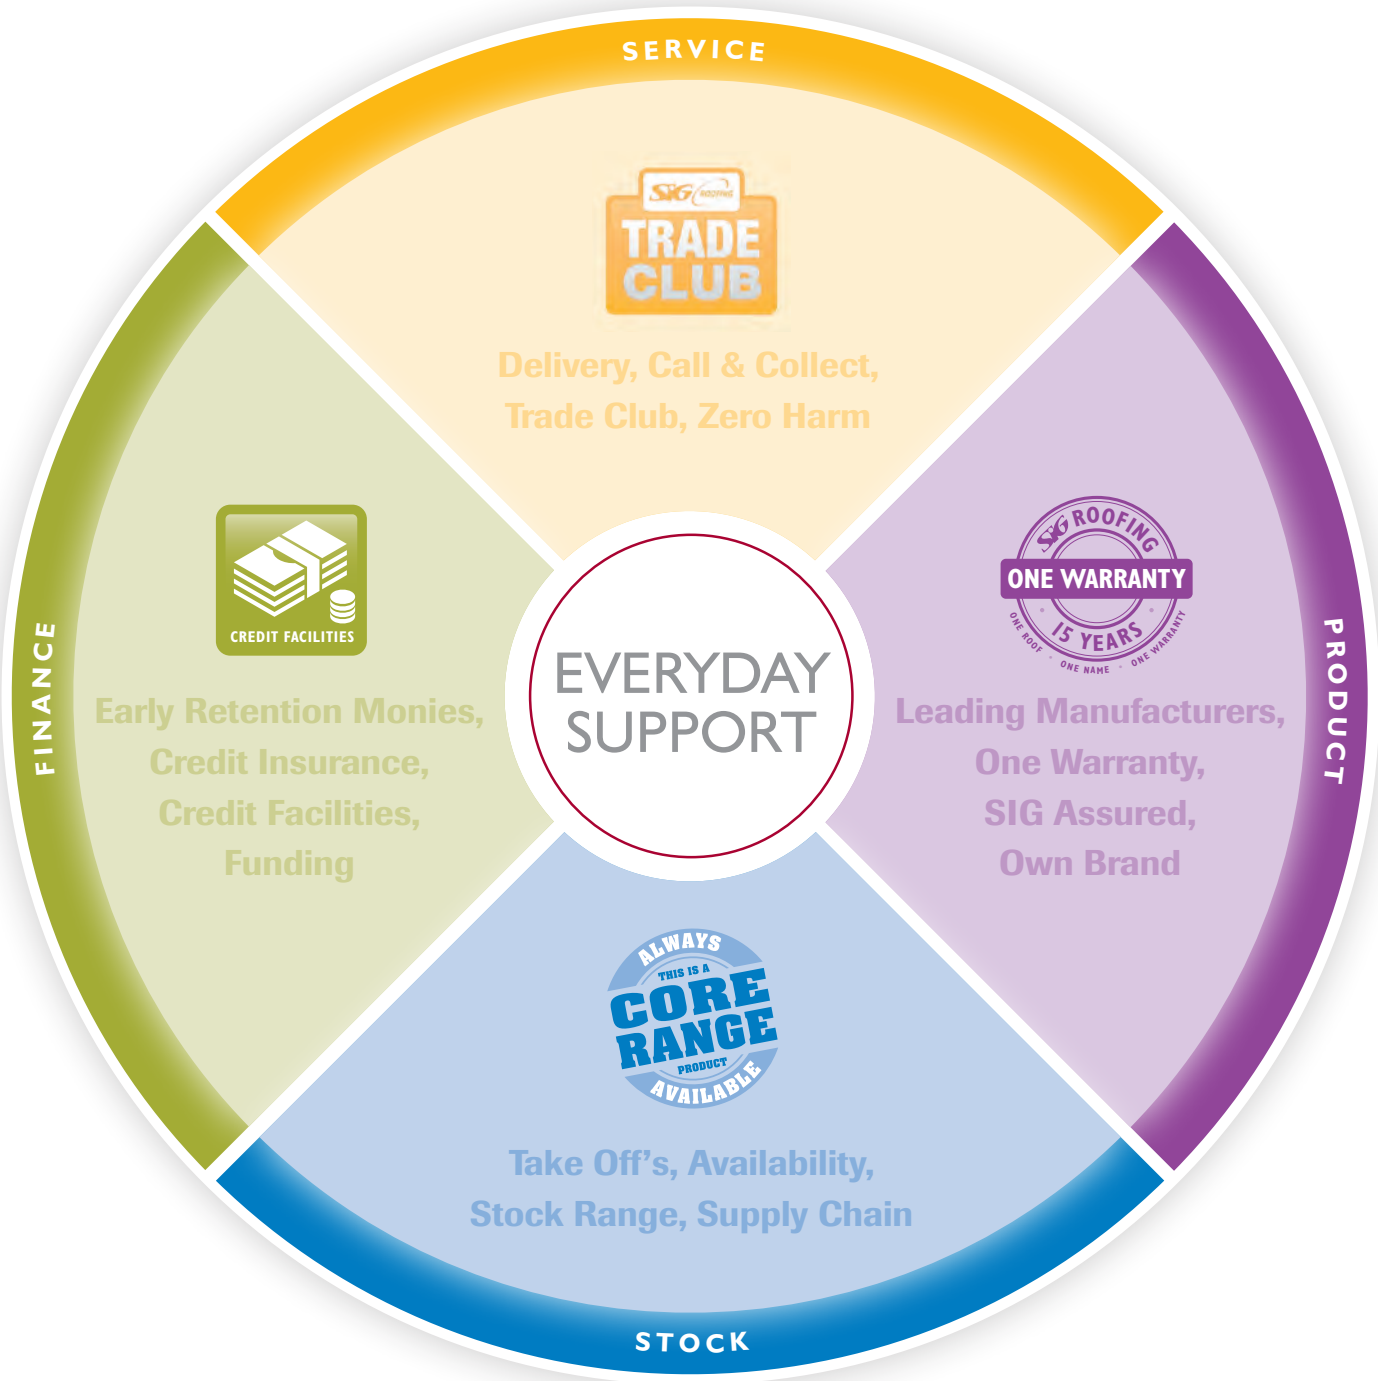 SERVICE
SIG ROOFING
TRADE
CLUB
Delivery, Call & Collect,
Trade Club, Zero Harm
FINANCE
CREDIT FACILITIES
Early Retention Monies,
Credit Insurance,
Credit Facilities,
Funding
EVERYDAY
SUPPORT
PRODUCT
SIG ROOFING
ONE WARRANTY
15 YEARS
ONE ROOF · ONE NAME · ONE WARRANTY
Leading Manufacturers,
One Warranty,
SIG Assured,
Own Brand
ALWAYS
THIS IS A
CORE
RANGE
PRODUCT
AVAILABLE
Take Off’s, Availability,
Stock Range, Supply Chain
STOCK